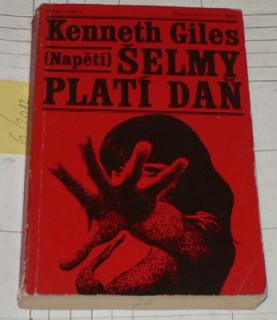 Kenneth Giles
(Napětí) ŠELMY
PLATÍ DAŇ